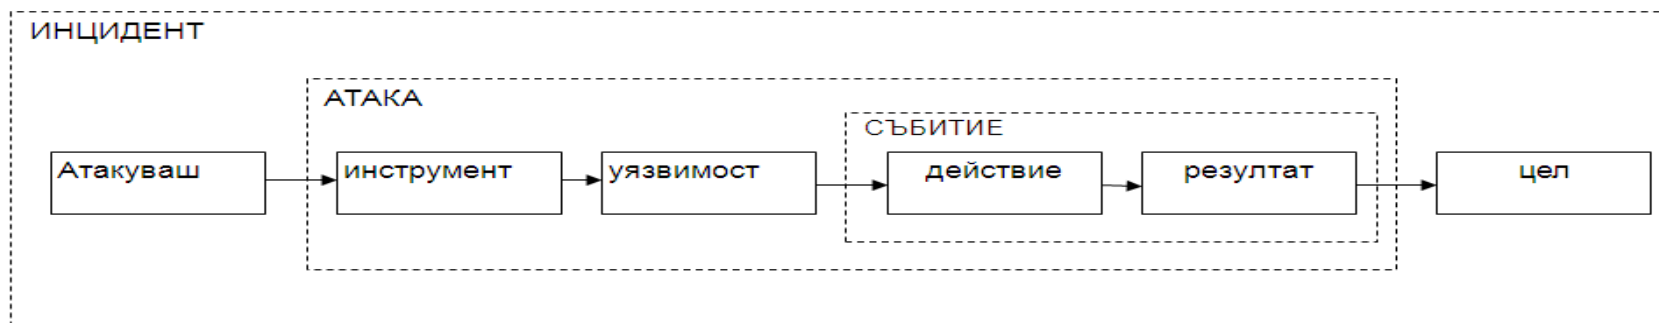 ИНЦИДЕНТ
АТАКА
СЪБИТИЕ
Атакуваш
инструмент
уязвимост
действие
резултат
цел